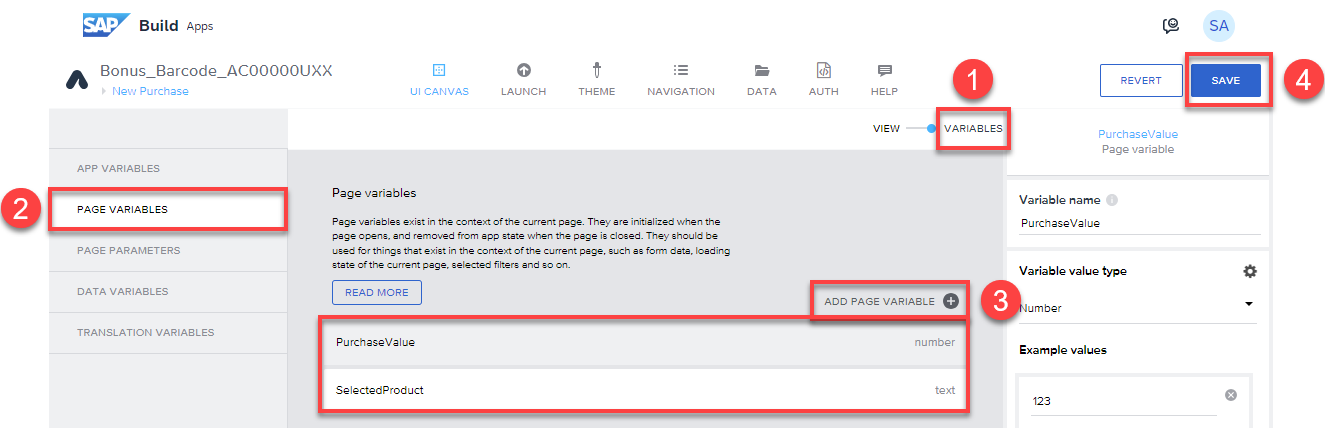 SAP Build Apps
SA
Bonus_Barcode_AC00000UXX
New Purchase
UI CANVAS
LAUNCH
THEME
NAVIGATION
DATA
AUTH
HELP
1
REVERT
SAVE
4
VIEW
VARIABLES
APP VARIABLES
2
PAGE VARIABLES
PAGE PARAMETERS
DATA VARIABLES
TRANSLATION VARIABLES
Page variables
Page variables exist in the context of the current page. They are initialized when the
page opens, and removed from app state when the page is closed. They should be
used for things that exist in the context of the current page, such as form data, loading
state of the current page, selected filters and so on.
READ MORE
ADD PAGE VARIABLE
3
PurchaseValue number
SelectedProduct text
PurchaseValue
Page variable
Variable name
PurchaseValue
Variable value type
Number
Example values
123